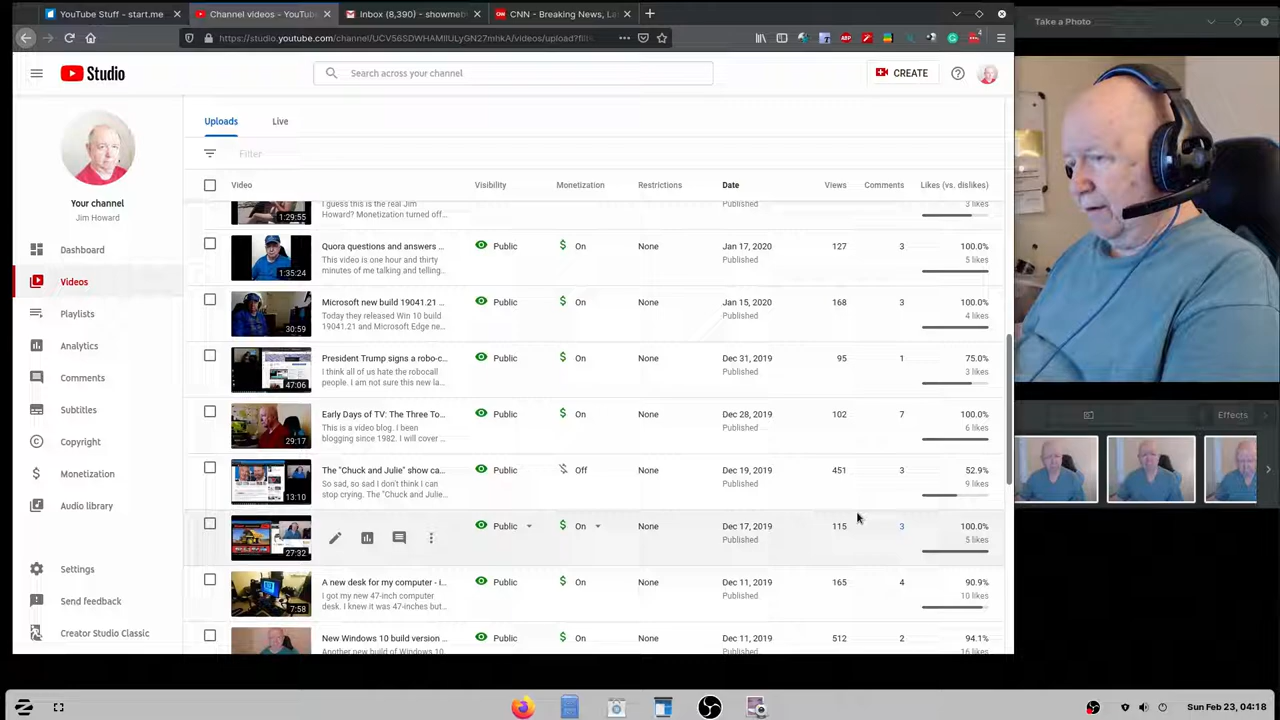 YouTube Stuff - start.me
Channel videos - YouTube
Inbox (8,390) - showmeb
CNN - Breaking News, La
Take a Photo
https://studio.youtube.com/channel/
Studio
Search across your channel
CREATE
Your channel
Jim Howard
Dashboard
Videos
Playlists
Analytics
Comments
Subtitles
Copyright
Monetization
Audio library
Settings
Send feedback
Creator Studio Classic
Uploads
Live
Filter
Video
Visibility
Monetization
Restrictions
Date
Views
Comments
Likes (vs. dislikes)
1:29:55
I guess this is the real Jim
Howard? Monetization turned off...
Published
3 likes
1:35:24
Quora questions and answers ...
This video is one hour and thirty
minutes of me talking and telling...
Public
On
None
Jan 17, 2020
Published
127
3
100.0%
5 likes
30:59
Microsoft new build 19041.21 ...
Today they released Win 10 build
19041.21 and Microsoft Edge ne...
Public
On
None
Jan 15, 2020
Published
168
3
100.0%
4 likes
47:06
President Trump signs a robo-c...
I think all of us hate the robocall
people. I am not sure this new la...
Public
On
None
Dec 31, 2019
Published
95
1
75.0%
3 likes
29:17
Early Days of TV: The Three To...
This is a video blog. I been
blogging since 1982. I will cover ...
Public
On
None
Dec 28, 2019
Published
102
7
100.0%
6 likes
13:10
The "Chuck and Julie" show ca...
So sad, so sad I don't think I can
stop crying. The "Chuck and Julie...
Public
Off
None
Dec 19, 2019
Published
451
3
52.9%
9 likes
27:32
Public
On
None
Dec 17, 2019
Published
115
3
100.0%
5 likes
7:58
A new desk for my computer - i...
I got my new 47-inch computer
desk. I knew it was 47-inches but...
Public
On
None
Dec 11, 2019
Published
165
4
90.9%
10 likes
New Windows 10 build version ...
Another new build of Windows 10
Public
On
None
Dec 11, 2019
Published
512
2
94.1%
16 likes
Effects
Sun Feb 23, 04:18